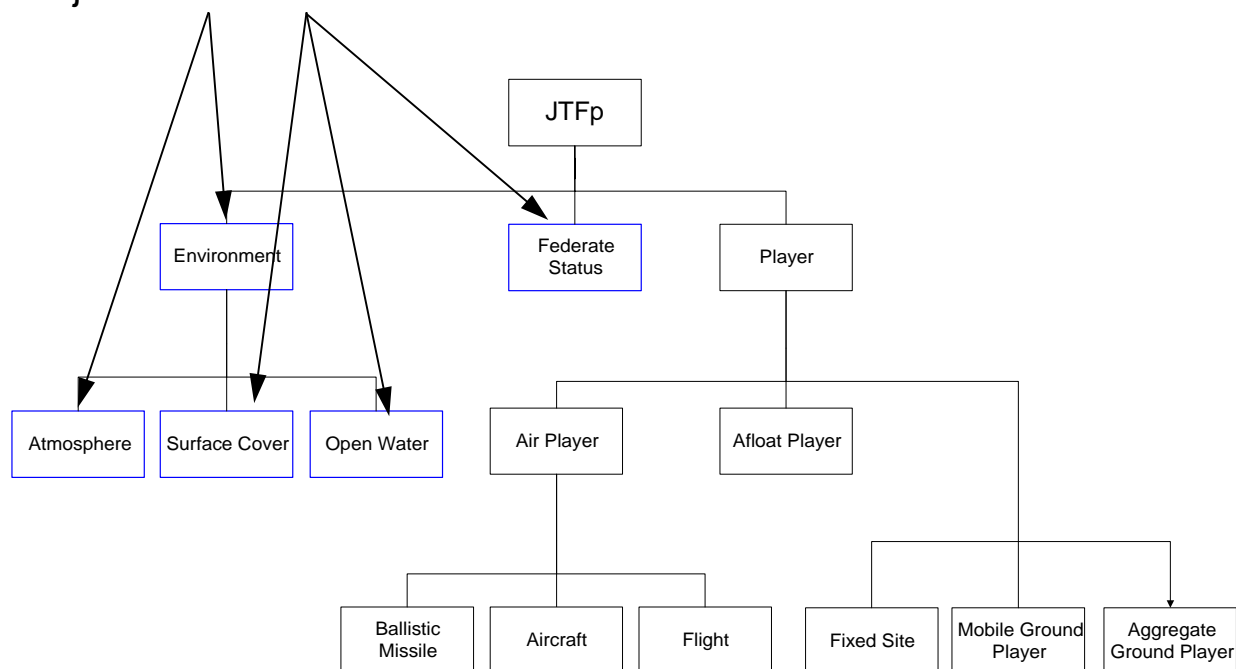 JTFp
Environment
Federate
Status
Player
Atmosphere
Surface Cover
Open Water
Air Player
Afloat Player
Ballistic
Missile
Aircraft
Flight
Fixed Site
Mobile Ground
Player
Aggregate
Ground Player